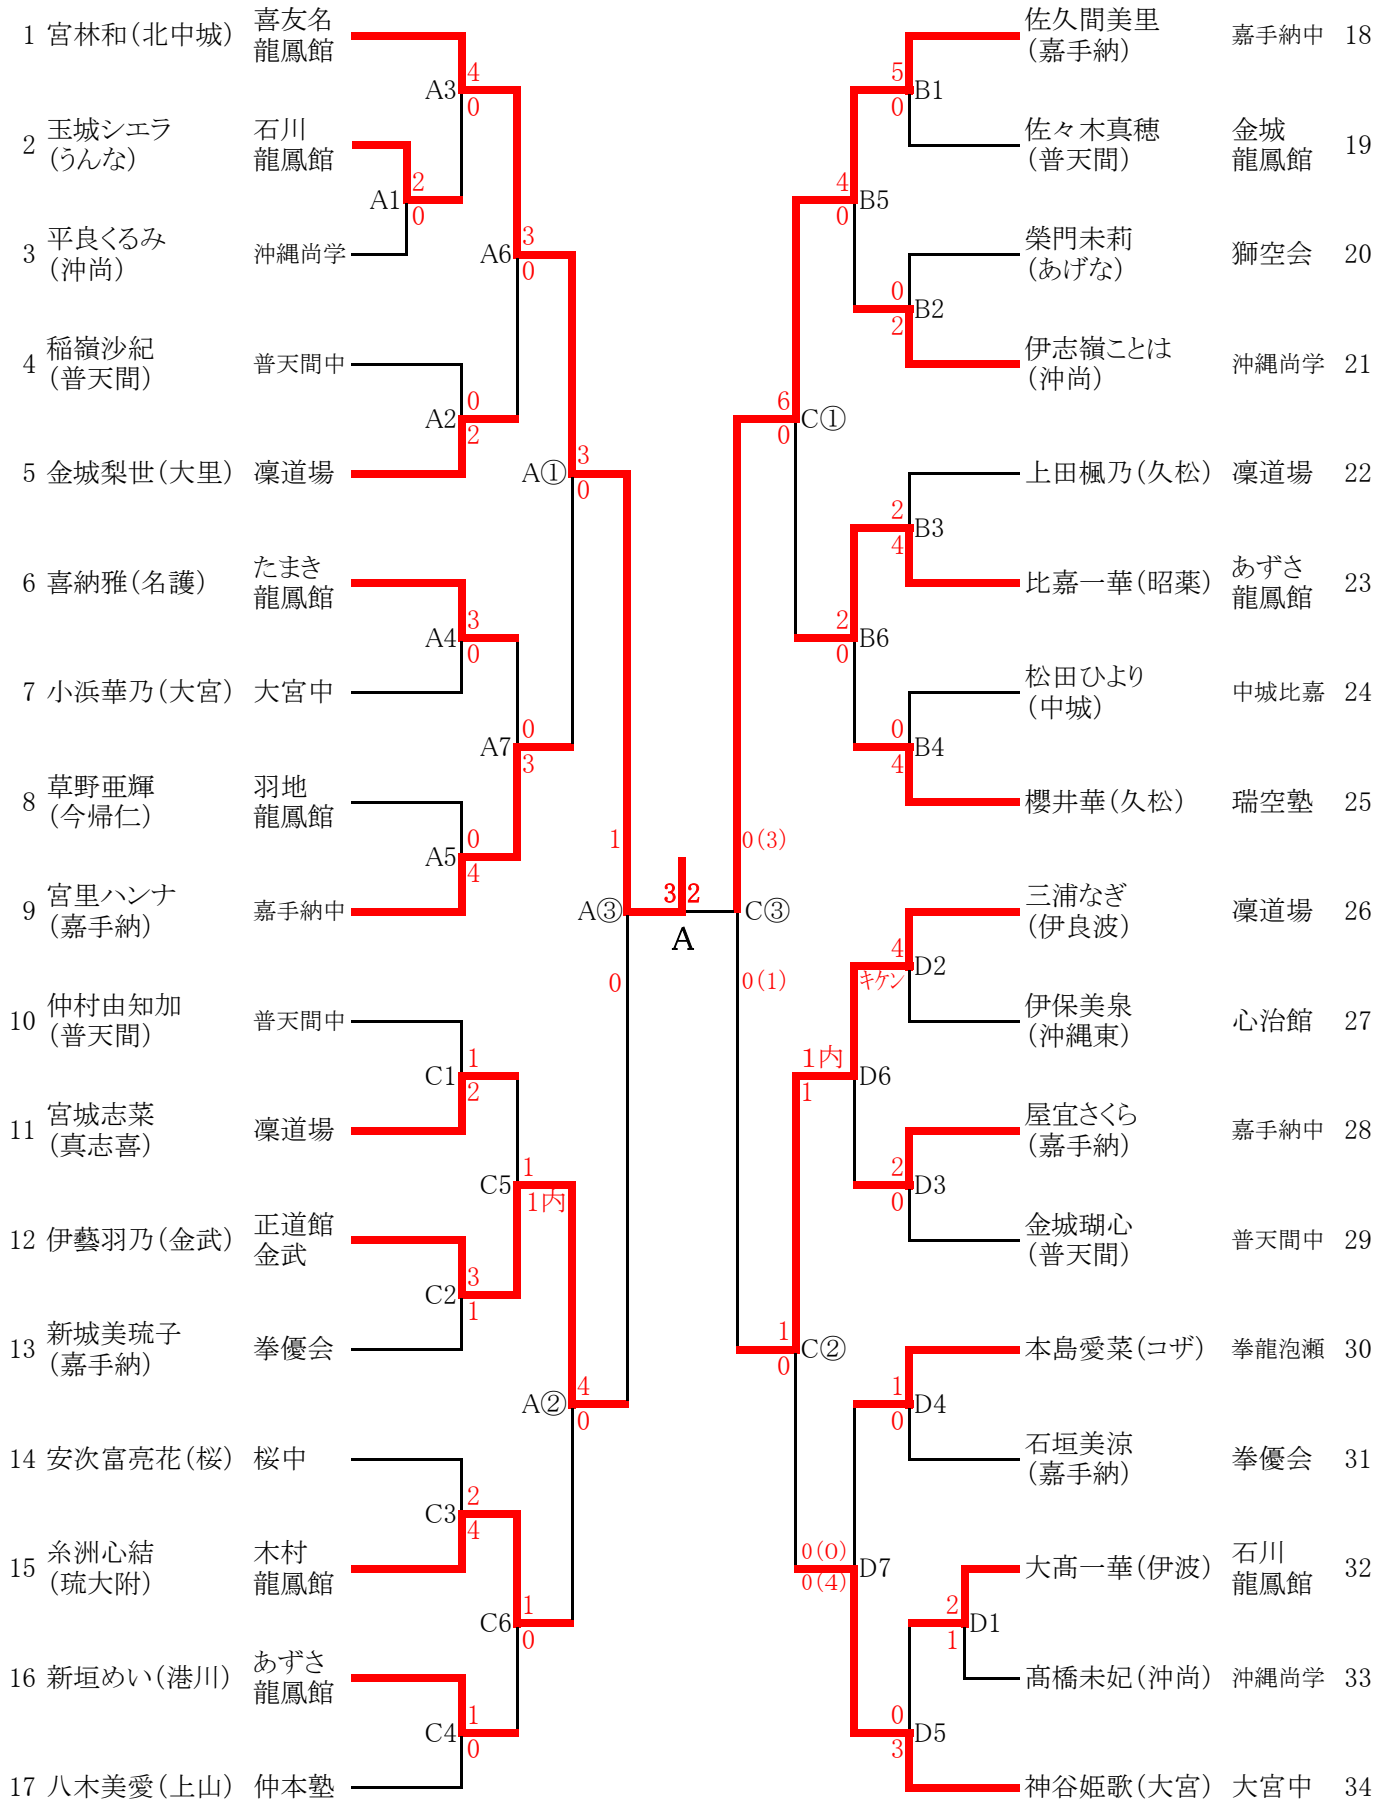 1 宮林和(北中城) 喜友名
龍鳳館
A3
4
0
2 玉城シエラ
(うんな) 石川
龍鳳館
A1
2
0
3 平良くるみ
(沖尚) 沖縄尚学
A6
3
0
4 稲嶺沙紀
(普天間) 普天間中
A2
0
2
5 金城梨世(大里) 凜道場
A①
3
0
6 喜納雅(名護) たまき
龍鳳館
A4
3
0
7 小浜華乃(大宮) 大宮中
A7
0
3
8 草野亜輝
(今帰仁) 羽地
龍鳳館
A5
0
4
9 宮里ハンナ
(嘉手納) 嘉手納中
1
A③
0
10 仲村由知加
(普天間) 普天間中
C1
1
2
11 宮城志菜
(真志喜) 凜道場
C5
1
1内
12 伊藝羽乃(金武) 正道館
金武
C2
3
1
13 新城美琉子
(嘉手納) 拳優会
A②
4
0
14 安次富亮花(桜) 桜中
C3
2
4
15 糸洲心結
(琉大附) 木村
龍鳳館
C6
1
0
16 新垣めい(港川) あずさ
龍鳳館
C4
1
0
17 八木美愛(上山) 仲本塾
3 2
A
佐久間美里
(嘉手納) 嘉手納中 18
5
0
B1
佐々木真穂
(普天間) 金城
龍鳳館 19
4
0
B5
榮門未莉
(あげな) 獅空会 20
0
2
B2
伊志嶺ことは
(沖尚) 沖縄尚学 21
6
0
C①
上田楓乃(久松) 凜道場 22
2
4
B3
比嘉一華(昭薬) あずさ
龍鳳館 23
2
0
B6
松田ひより
(中城) 中城比嘉 24
0
4
B4
櫻井華(久松) 瑞空塾 25
0(3)
C③
0(1)
三浦なぎ
(伊良波) 凜道場 26
4
キケン
D2
伊保美泉
(沖縄東) 心治館 27
1内
1
D6
屋宜さくら
(嘉手納) 嘉手納中 28
2
0
D3
金城瑚心
(普天間) 普天間中 29
1
0
C②
本島愛菜(コザ) 拳龍泡瀬 30
1
0
D4
石垣美涼
(嘉手納) 拳優会 31
0(0)
0(4)
D7
大髙一華(伊波) 石川
龍鳳館 32
2
1
D1
髙橋未妃(沖尚) 沖縄尚学 33
0
3
D5
神谷姫歌(大宮) 大宮中 34